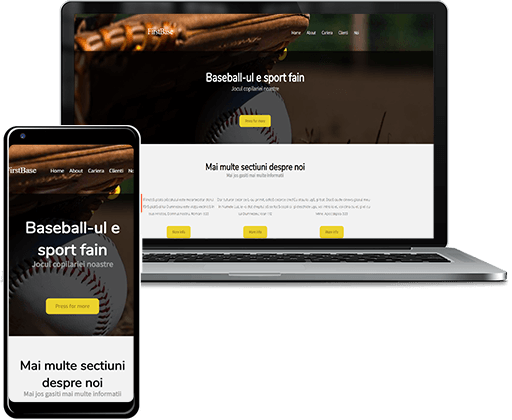 FirstBase
Home About Cariera Clienti No
Baseball-ul e sport fain
Jocul copilariei noastre
Press for more
Mai multe sectiuni despre noi
Mai jos gasiti mai multe informatii
More info More info More info
irstBase Home About Cariera Clienti No
Baseball-ul e
sport fain
Jocul copilariei noastre
Press for more
Mai multe sectiuni
despre noi
Mai jos gasiti mai multe informatii